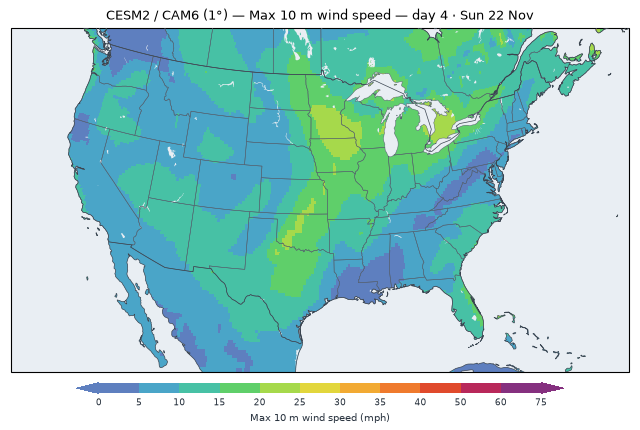 CESM2 / CAM6 (1°) — Max 10 m wind speed — day 4 · Sun 22 Nov
0 5 10 15 20 25 30 35 40 50 60 75
Max 10 m wind speed (mph)